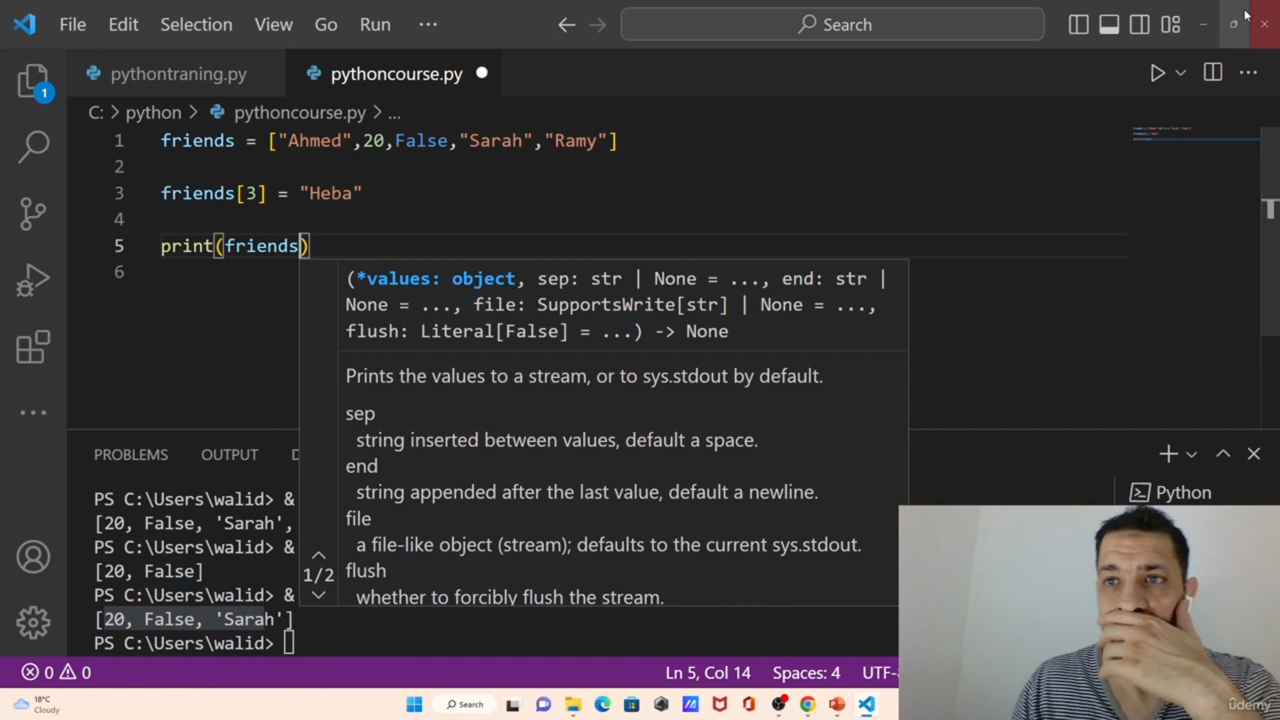 File Edit Selection View Go Run ··· Search
pythontraning.py pythoncourse.py
C: > python > pythoncourse.py > ...
1 friends = ["Ahmed",20,False,"Sarah","Ramy"]
2
3 friends[3] = "Heba"
4
5 print(friends)
6
(*values: object, sep: str | None = ..., end: str |
None = ..., file: SupportsWrite[str] | None = ...,
flush: Literal[False] = ...) -> None
Prints the values to a stream, or to sys.stdout by default.
sep
string inserted between values, default a space.
end
string appended after the last value, default a newline.
file
a file-like object (stream); defaults to the current sys.stdout.
1/2
flush
whether to forcibly flush the stream.
PROBLEMS OUTPUT D
PS C:\Users\walid> &
[20, False, 'Sarah',
PS C:\Users\walid> &
[20, False]
PS C:\Users\walid> &
[20, False, 'Sarah']
PS C:\Users\walid>
Python
1
0 0 Ln 5, Col 14 Spaces: 4 UTF-8
18°C
Cloudy
Search
udemy